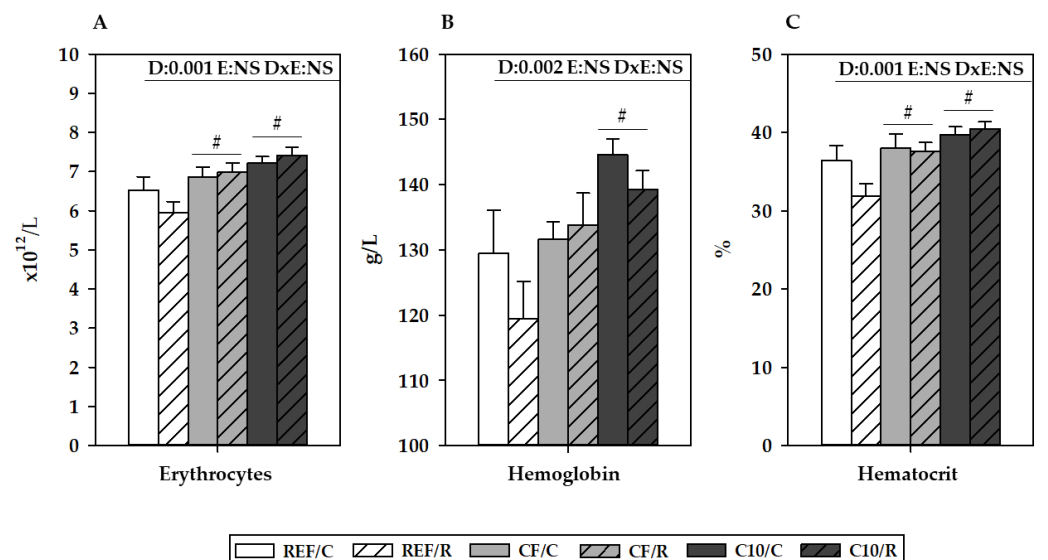 A
B
C
D:0.001 E:NS DxE:NS
D:0.002 E:NS DxE:NS
D:0.001 E:NS DxE:NS
#
#
#
#
#
x10¹²/L
10
9
8
7
6
5
4
3
2
1
0
g/L
160
150
140
130
120
110
100
%
50
40
30
20
10
0
Erythrocytes
Hemoglobin
Hematocrit
REF/C REF/R CF/C CF/R C10/C C10/R